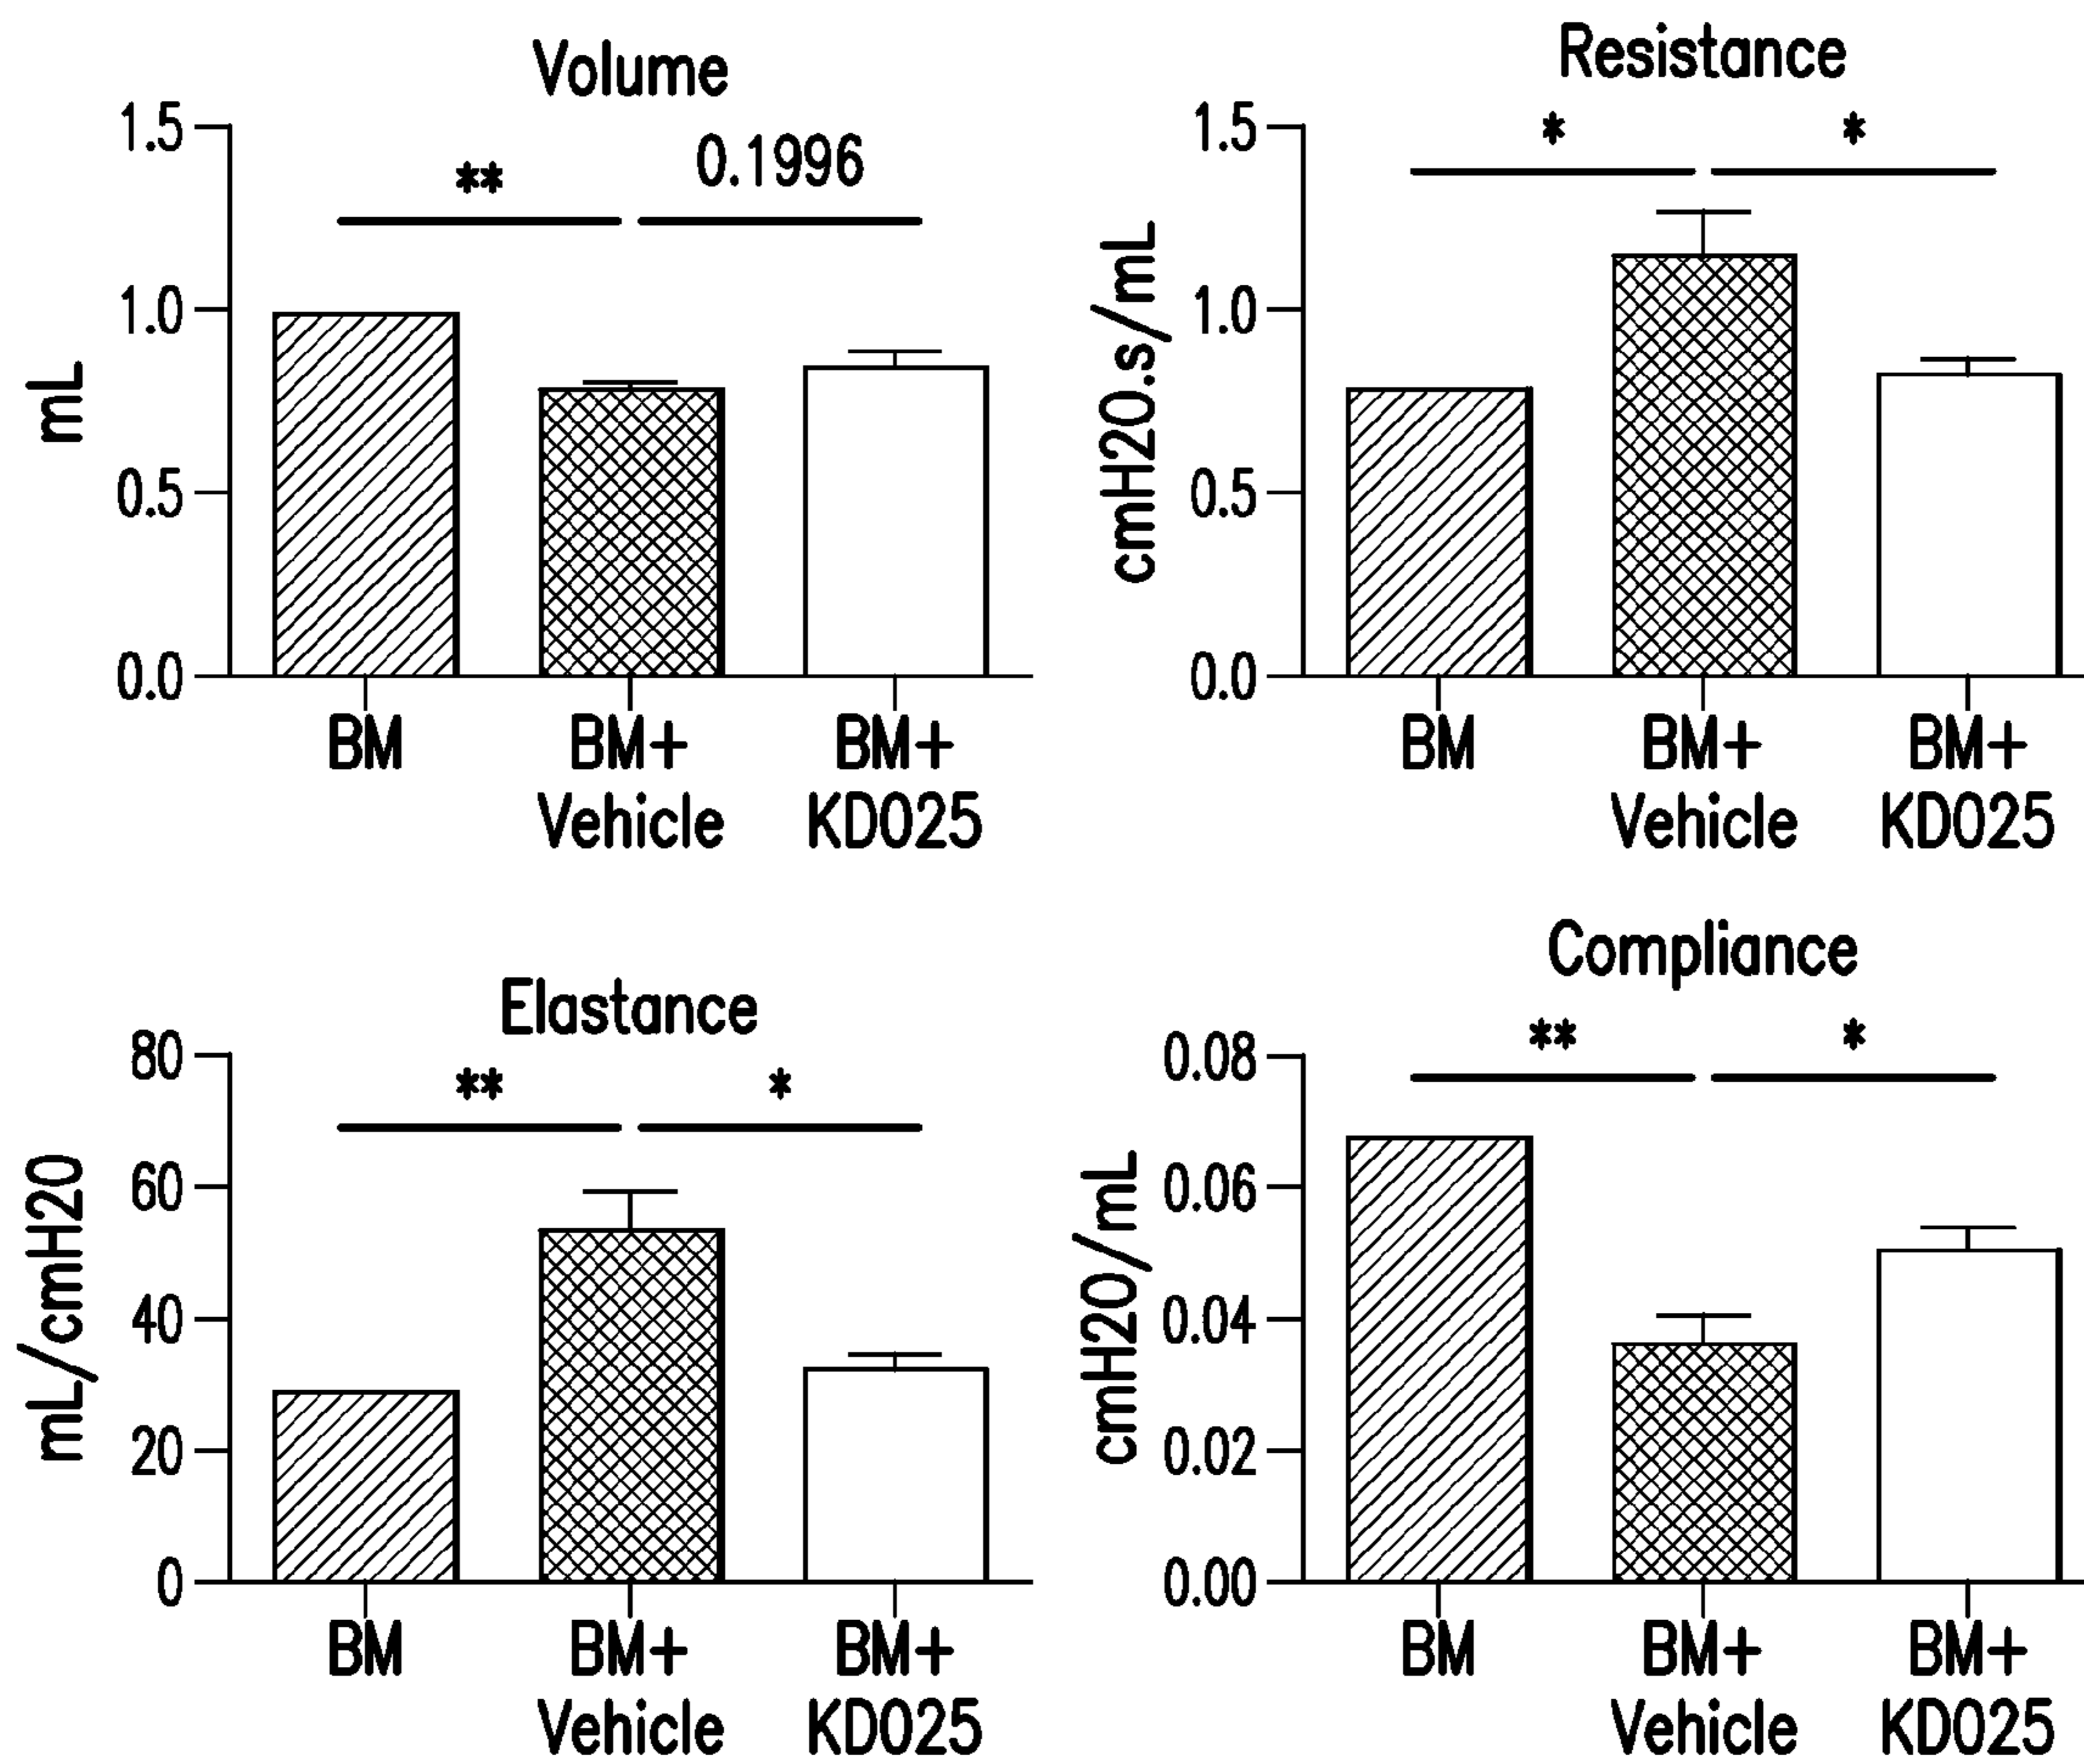 Volume
1.5
**
0.1996
1.0
mL
0.5
0.0
BM
BM+
Vehicle
BM+
KD025
Resistance
1.5
*
*
1.0
cmH20.s/mL
0.5
0.0
BM
BM+
Vehicle
BM+
KD025
Elastance
80
**
*
60
mL/cmH20
40
20
0
BM
BM+
Vehicle
BM+
KD025
Compliance
**
*
0.08
0.06
cmH20/mL
0.04
0.02
0.00
BM
BM+
Vehicle
BM+
KD025